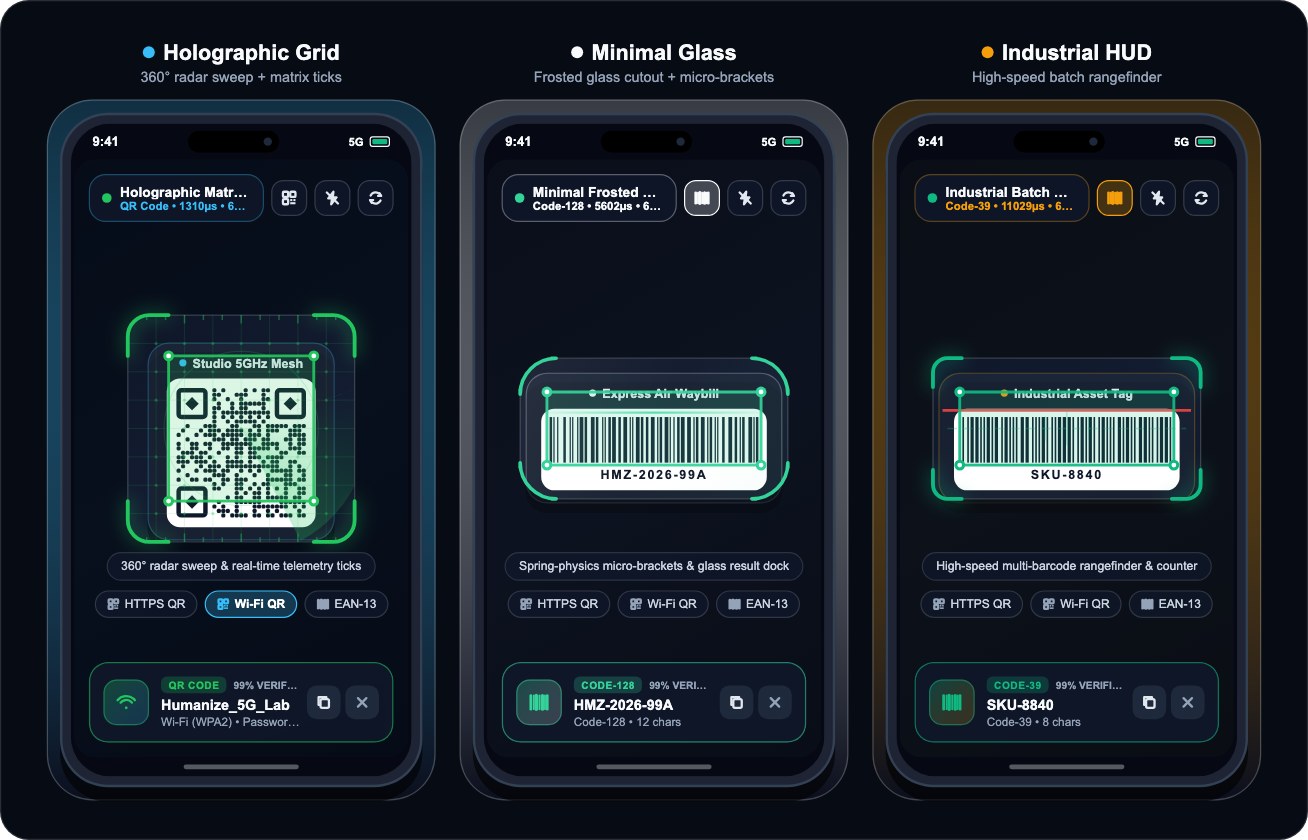 Holographic Grid
360° radar sweep + matrix ticks
9:41
5G
Holographic Matr...
QR Code • 1310µs • 6...
Studio 5GHz Mesh
360° radar sweep & real-time telemetry ticks
HTTPS QR
Wi-Fi QR
EAN-13
QR CODE
99% VERIF...
Humanize_5G_Lab
Wi-Fi (WPA2) • Passwor...
Minimal Glass
Frosted glass cutout + micro-brackets
9:41
5G
Minimal Frosted ...
Code-128 • 5602µs • 6...
Express Air Waybill
HMZ-2026-99A
Spring-physics micro-brackets & glass result dock
HTTPS QR
Wi-Fi QR
EAN-13
CODE-128
99% VERI...
HMZ-2026-99A
Code-128 • 12 chars
Industrial HUD
High-speed batch rangefinder
9:41
5G
Industrial Batch ...
Code-39 • 11029µs • 6...
Industrial Asset Tag
SKU-8840
High-speed multi-barcode rangefinder & counter
HTTPS QR
Wi-Fi QR
EAN-13
CODE-39
99% VERIFI...
SKU-8840
Code-39 • 8 chars